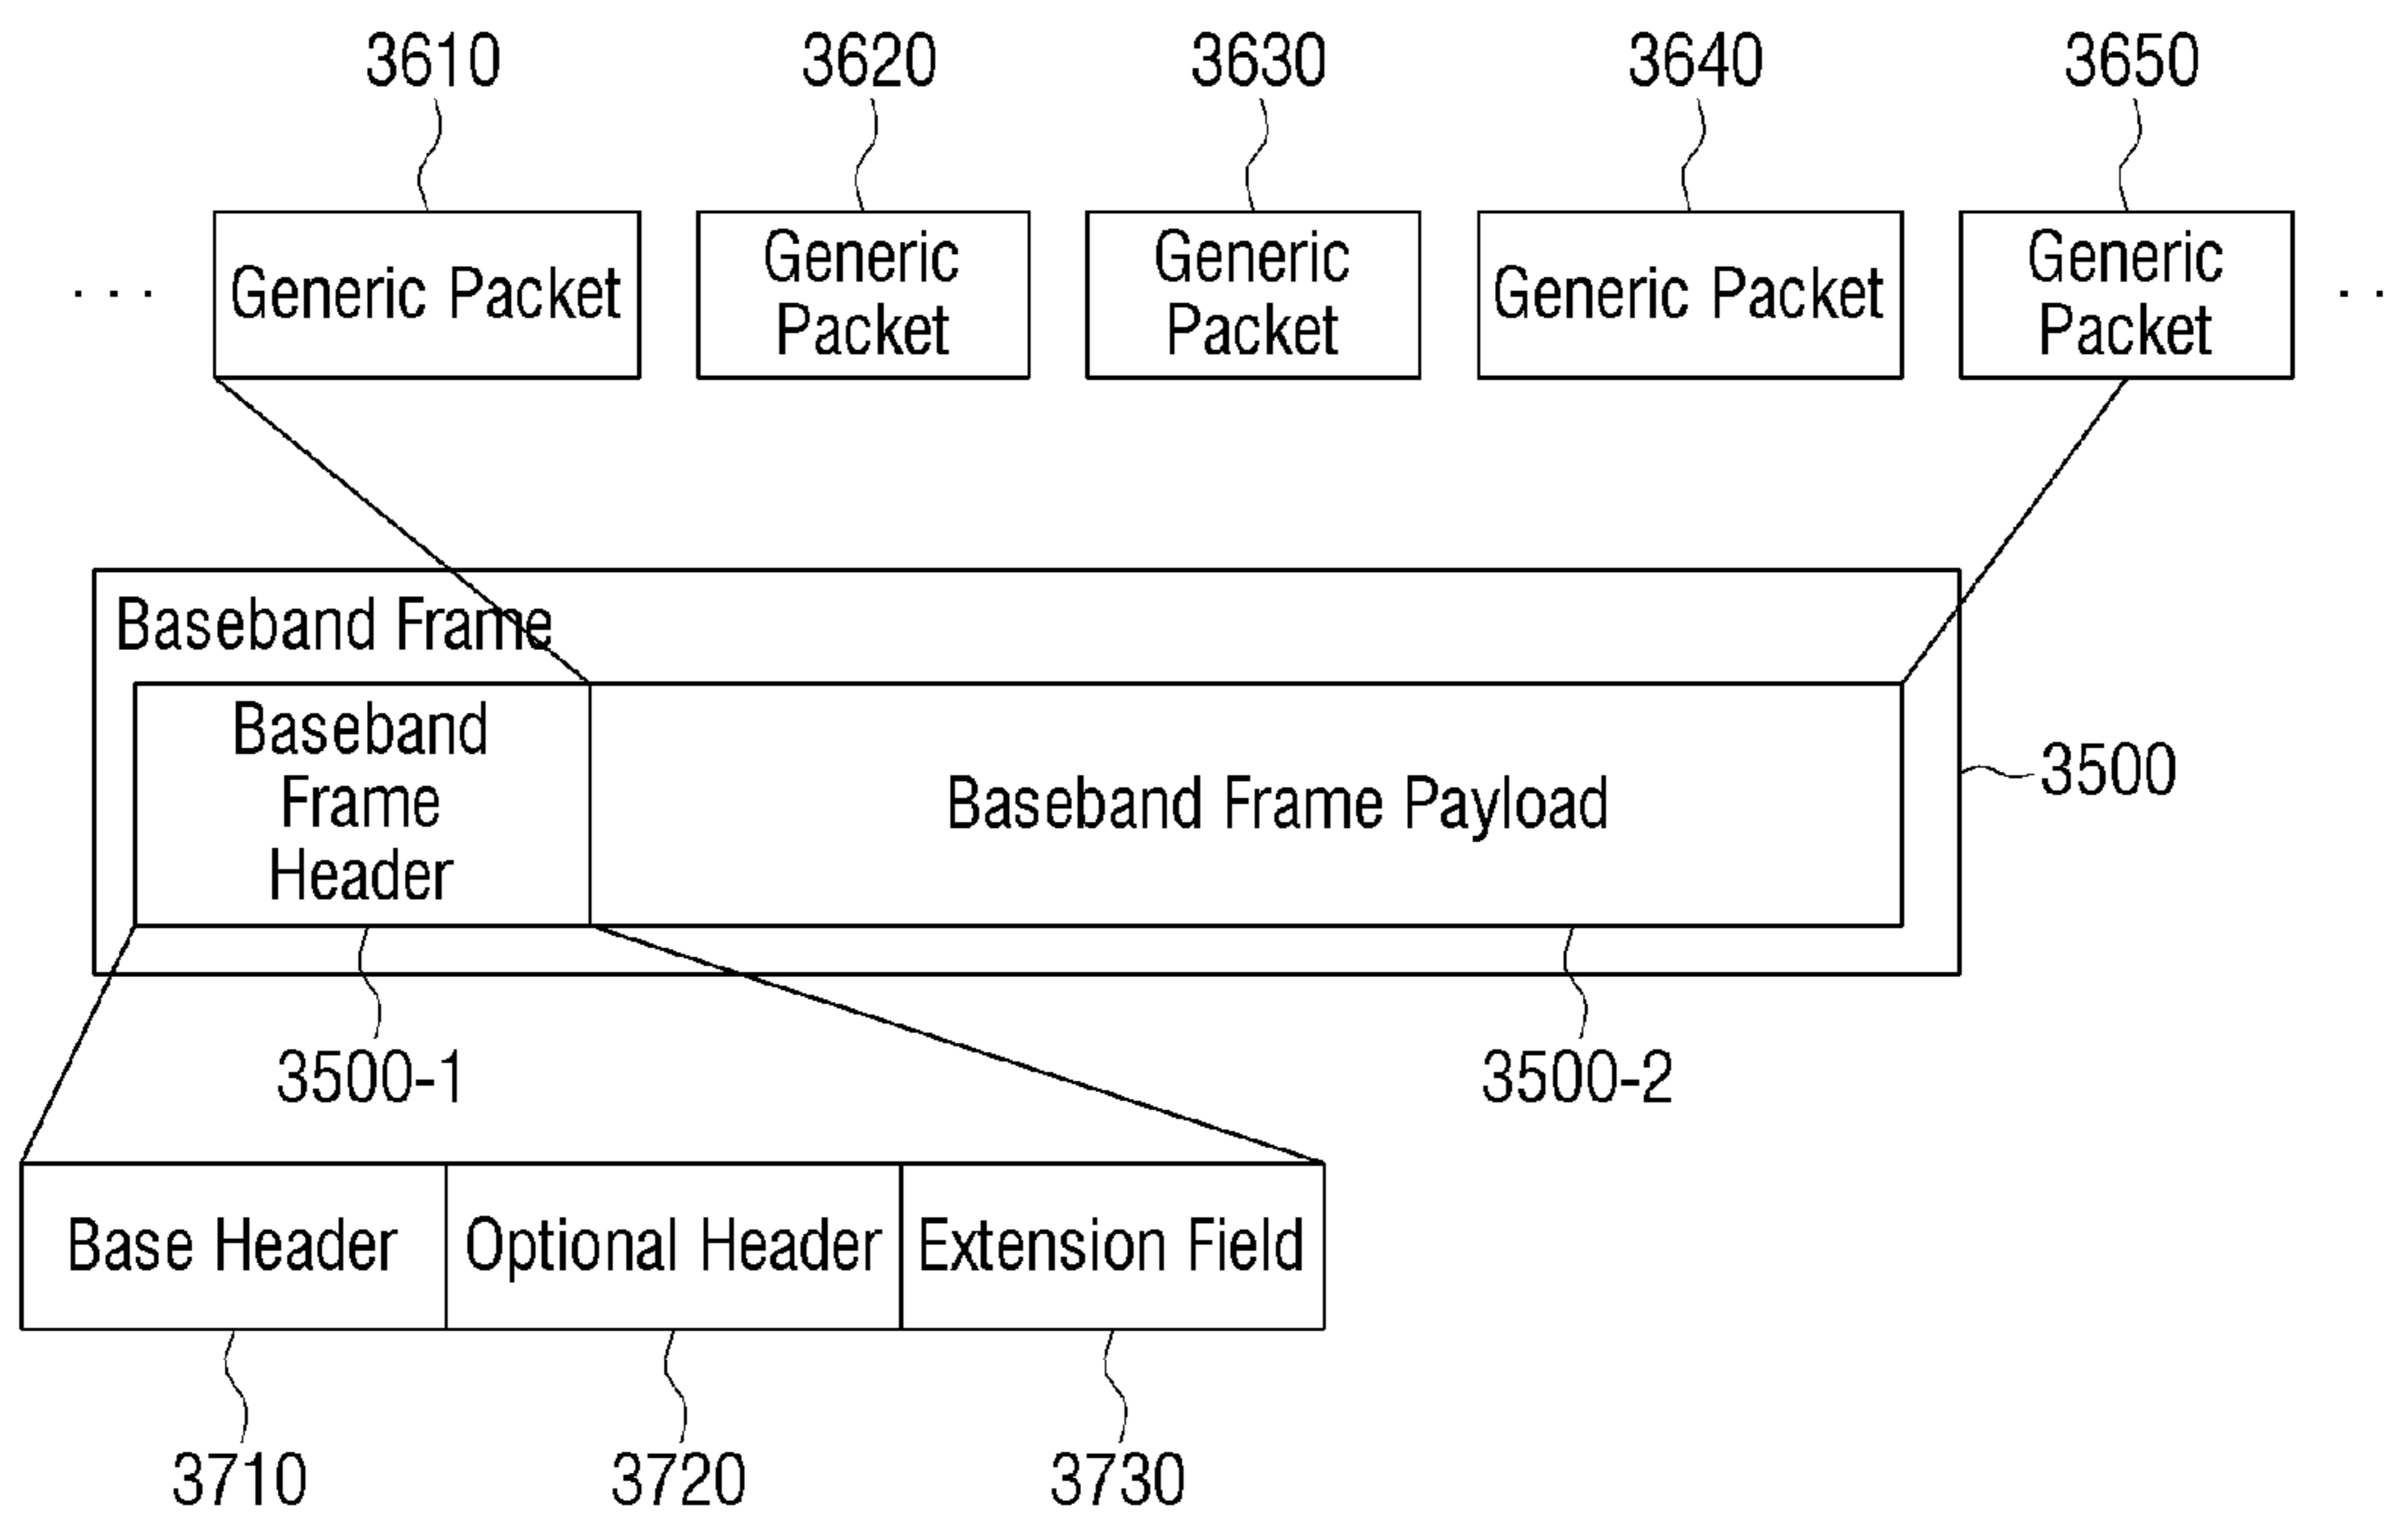 3610 3620 3630 3640 3650
. . . Generic Packet Generic Packet Generic Packet Generic Packet Generic Packet . .
Baseband Frame
Baseband
Frame
Header
Baseband Frame Payload
3500
3500-1 3500-2
Base Header Optional Header Extension Field
3710 3720 3730